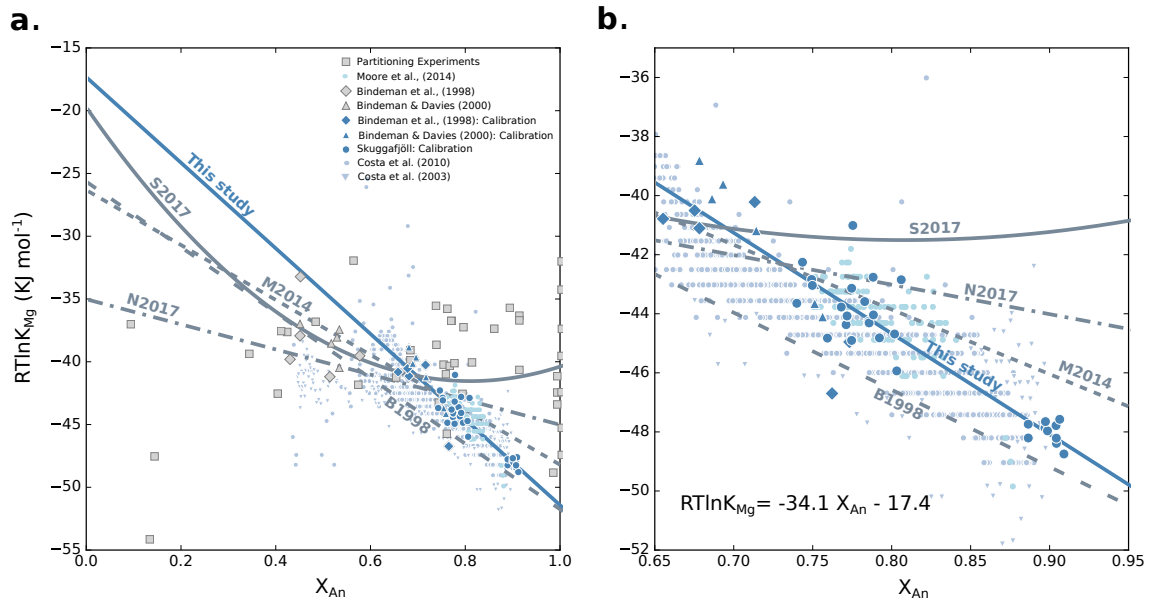 a.
b.
−15
−20
−25
−30
−35
−40
−45
−50
−55
RTlnK_Mg (KJ mol^-1)
0.0
0.2
0.4
0.6
0.8
1.0
X_An
Partitioning Experiments
Moore et al., (2014)
Bindeman et al., (1998)
Bindeman & Davies (2000)
Bindeman et al., (1998): Calibration
Bindeman & Davies (2000): Calibration
Skuggafjöll: Calibration
Costa et al. (2010)
Costa et al. (2003)
This study
S2017
M2014
N2017
B1998
−36
−38
−40
−42
−44
−46
−48
−50
−52
0.65
0.70
0.75
0.80
0.85
0.90
0.95
X_An
S2017
N2017
M2014
This study
B1998
RTlnK_Mg= -34.1 X_An - 17.4